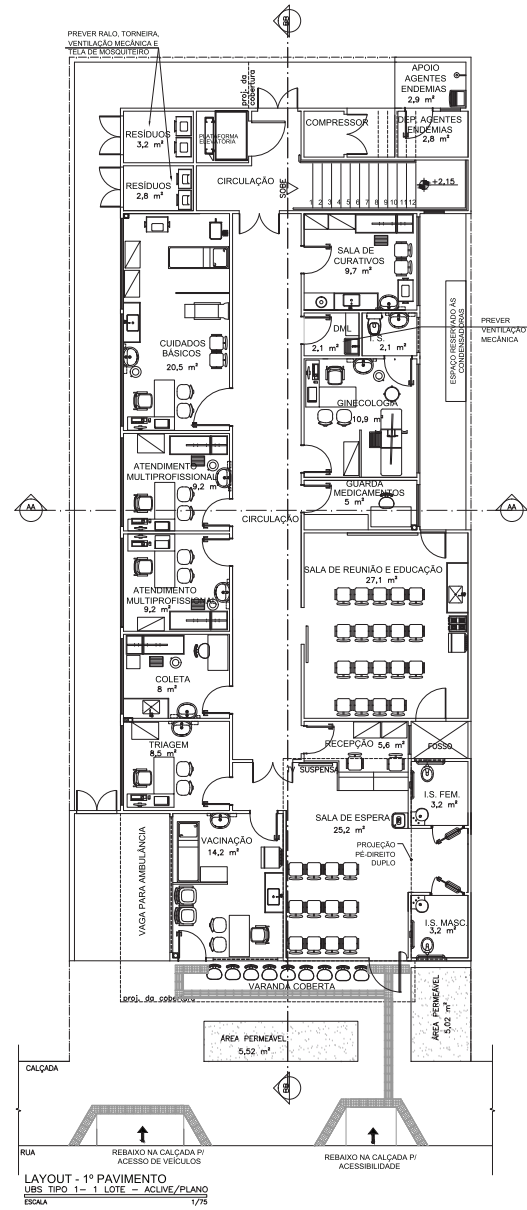 BB
PREVER RALO, TORNEIRA,
VENTILAÇÃO MECÂNICA E
TELA DE MOSQUITEIRO
proj. da
cobertura
APOIO
AGENTES
ENDEMIAS
2,9 m²
RESÍDUOS
3,2 m²
PLATAFORMA
ELEVATÓRIA
COMPRESSOR
DEP. AGENTES
ENDEMIAS
2,8 m²
RESÍDUOS
2,8 m²
CIRCULAÇÃO
SOBE
1 2 3 4 5 6 7 8 9 10 11 12
+2,15
SALA DE
CURATIVOS
9,7 m²
CUIDADOS
BÁSICOS
20,5 m²
DML
2,1 m²
I. S.
2,1 m²
ESPAÇO RESERVADO ÀS
CONDENSADORAS
PREVER
VENTILAÇÃO
MECÂNICA
GINECOLOGIA
10,9 m²
ATENDIMENTO
MULTIPROFISSIONAL
9,2 m²
GUARDA
MEDICAMENTOS
5 m²
AA
AA
CIRCULAÇÃO
SALA DE REUNIÃO E EDUCAÇÃO
27,1 m²
ATENDIMENTO
MULTIPROFISSIONAL
9,2 m²
COLETA
8 m²
TRIAGEM
8,5 m²
RECEPÇÃO 5,6 m²
FOSSO
TV SUSPENSA
I.S. FEM.
3,2 m²
SALA DE ESPERA
25,2 m²
VACINAÇÃO
14,2 m²
PROJEÇÃO
PÉ-DIREITO
DUPLO
VAGA PARA AMBULÂNCIA
I.S. MASC.
3,2 m²
VARANDA COBERTA
proj. da cobertura
ÁREA PERMEÁVEL
5,02 m²
ÁREA PERMEÁVEL
5,52 m²
CALÇADA
BB
RUA
REBAIXO NA CALÇADA P/
ACESSO DE VEÍCULOS
REBAIXO NA CALÇADA P/
ACESSIBILIDADE
LAYOUT - 1º PAVIMENTO
UBS TIPO 1- 1 LOTE - ACLIVE/PLANO
ESCALA 1/75